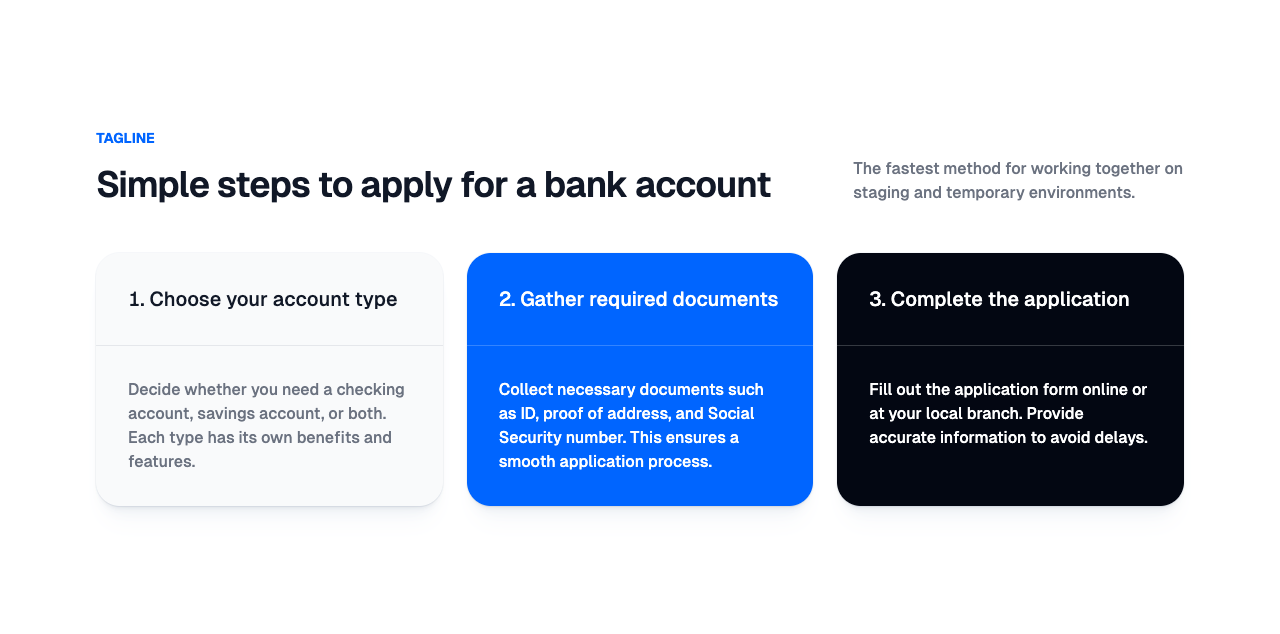 TAGLINE
Simple steps to apply for a bank account
The fastest method for working together on
staging and temporary environments.
1. Choose your account type
Decide whether you need a checking
account, savings account, or both.
Each type has its own benefits and
features.
2. Gather required documents
Collect necessary documents such
as ID, proof of address, and Social
Security number. This ensures a
smooth application process.
3. Complete the application
Fill out the application form online or
at your local branch. Provide
accurate information to avoid delays.